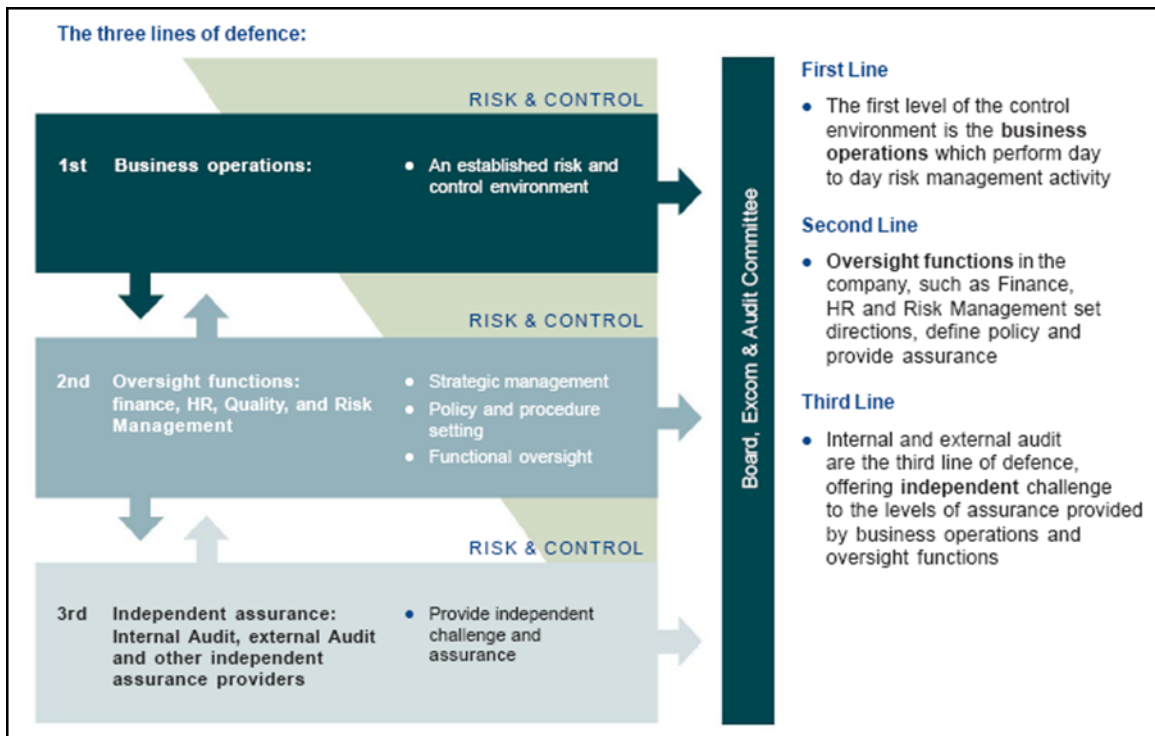 The three lines of defence:
RISK & CONTROL
1st Business operations:
• An established risk and
control environment
RISK & CONTROL
2nd Oversight functions:
finance, HR, Quality, and Risk
Management
• Strategic management
• Policy and procedure
setting
• Functional oversight
RISK & CONTROL
3rd Independent assurance:
Internal Audit, external Audit
and other independent
assurance providers
• Provide independent
challenge and
assurance
Board, Excom & Audit Committee
First Line
• The first level of the control
environment is the business
operations which perform day
to day risk management activity
Second Line
• Oversight functions in the
company, such as Finance,
HR and Risk Management set
directions, define policy and
provide assurance
Third Line
• Internal and external audit
are the third line of defence,
offering independent challenge
to the levels of assurance provided
by business operations and
oversight functions